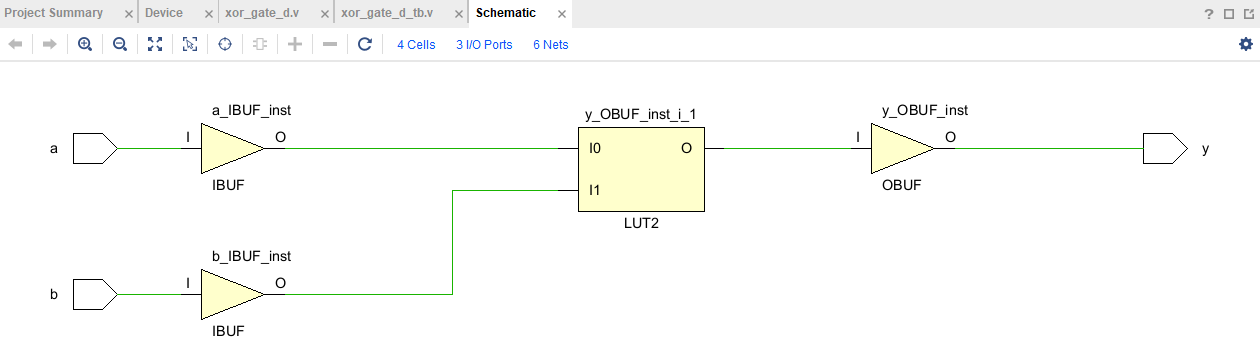 Project Summary × Device × xor_gate_d.v × xor_gate_d_tb.v × Schematic × ?
4 Cells 3 I/O Ports 6 Nets
a_IBUF_inst
y_OBUF_inst_i_1
y_OBUF_inst
a I O I0 O I O y
IBUF
I1
OBUF
LUT2
b_IBUF_inst
b I O
IBUF